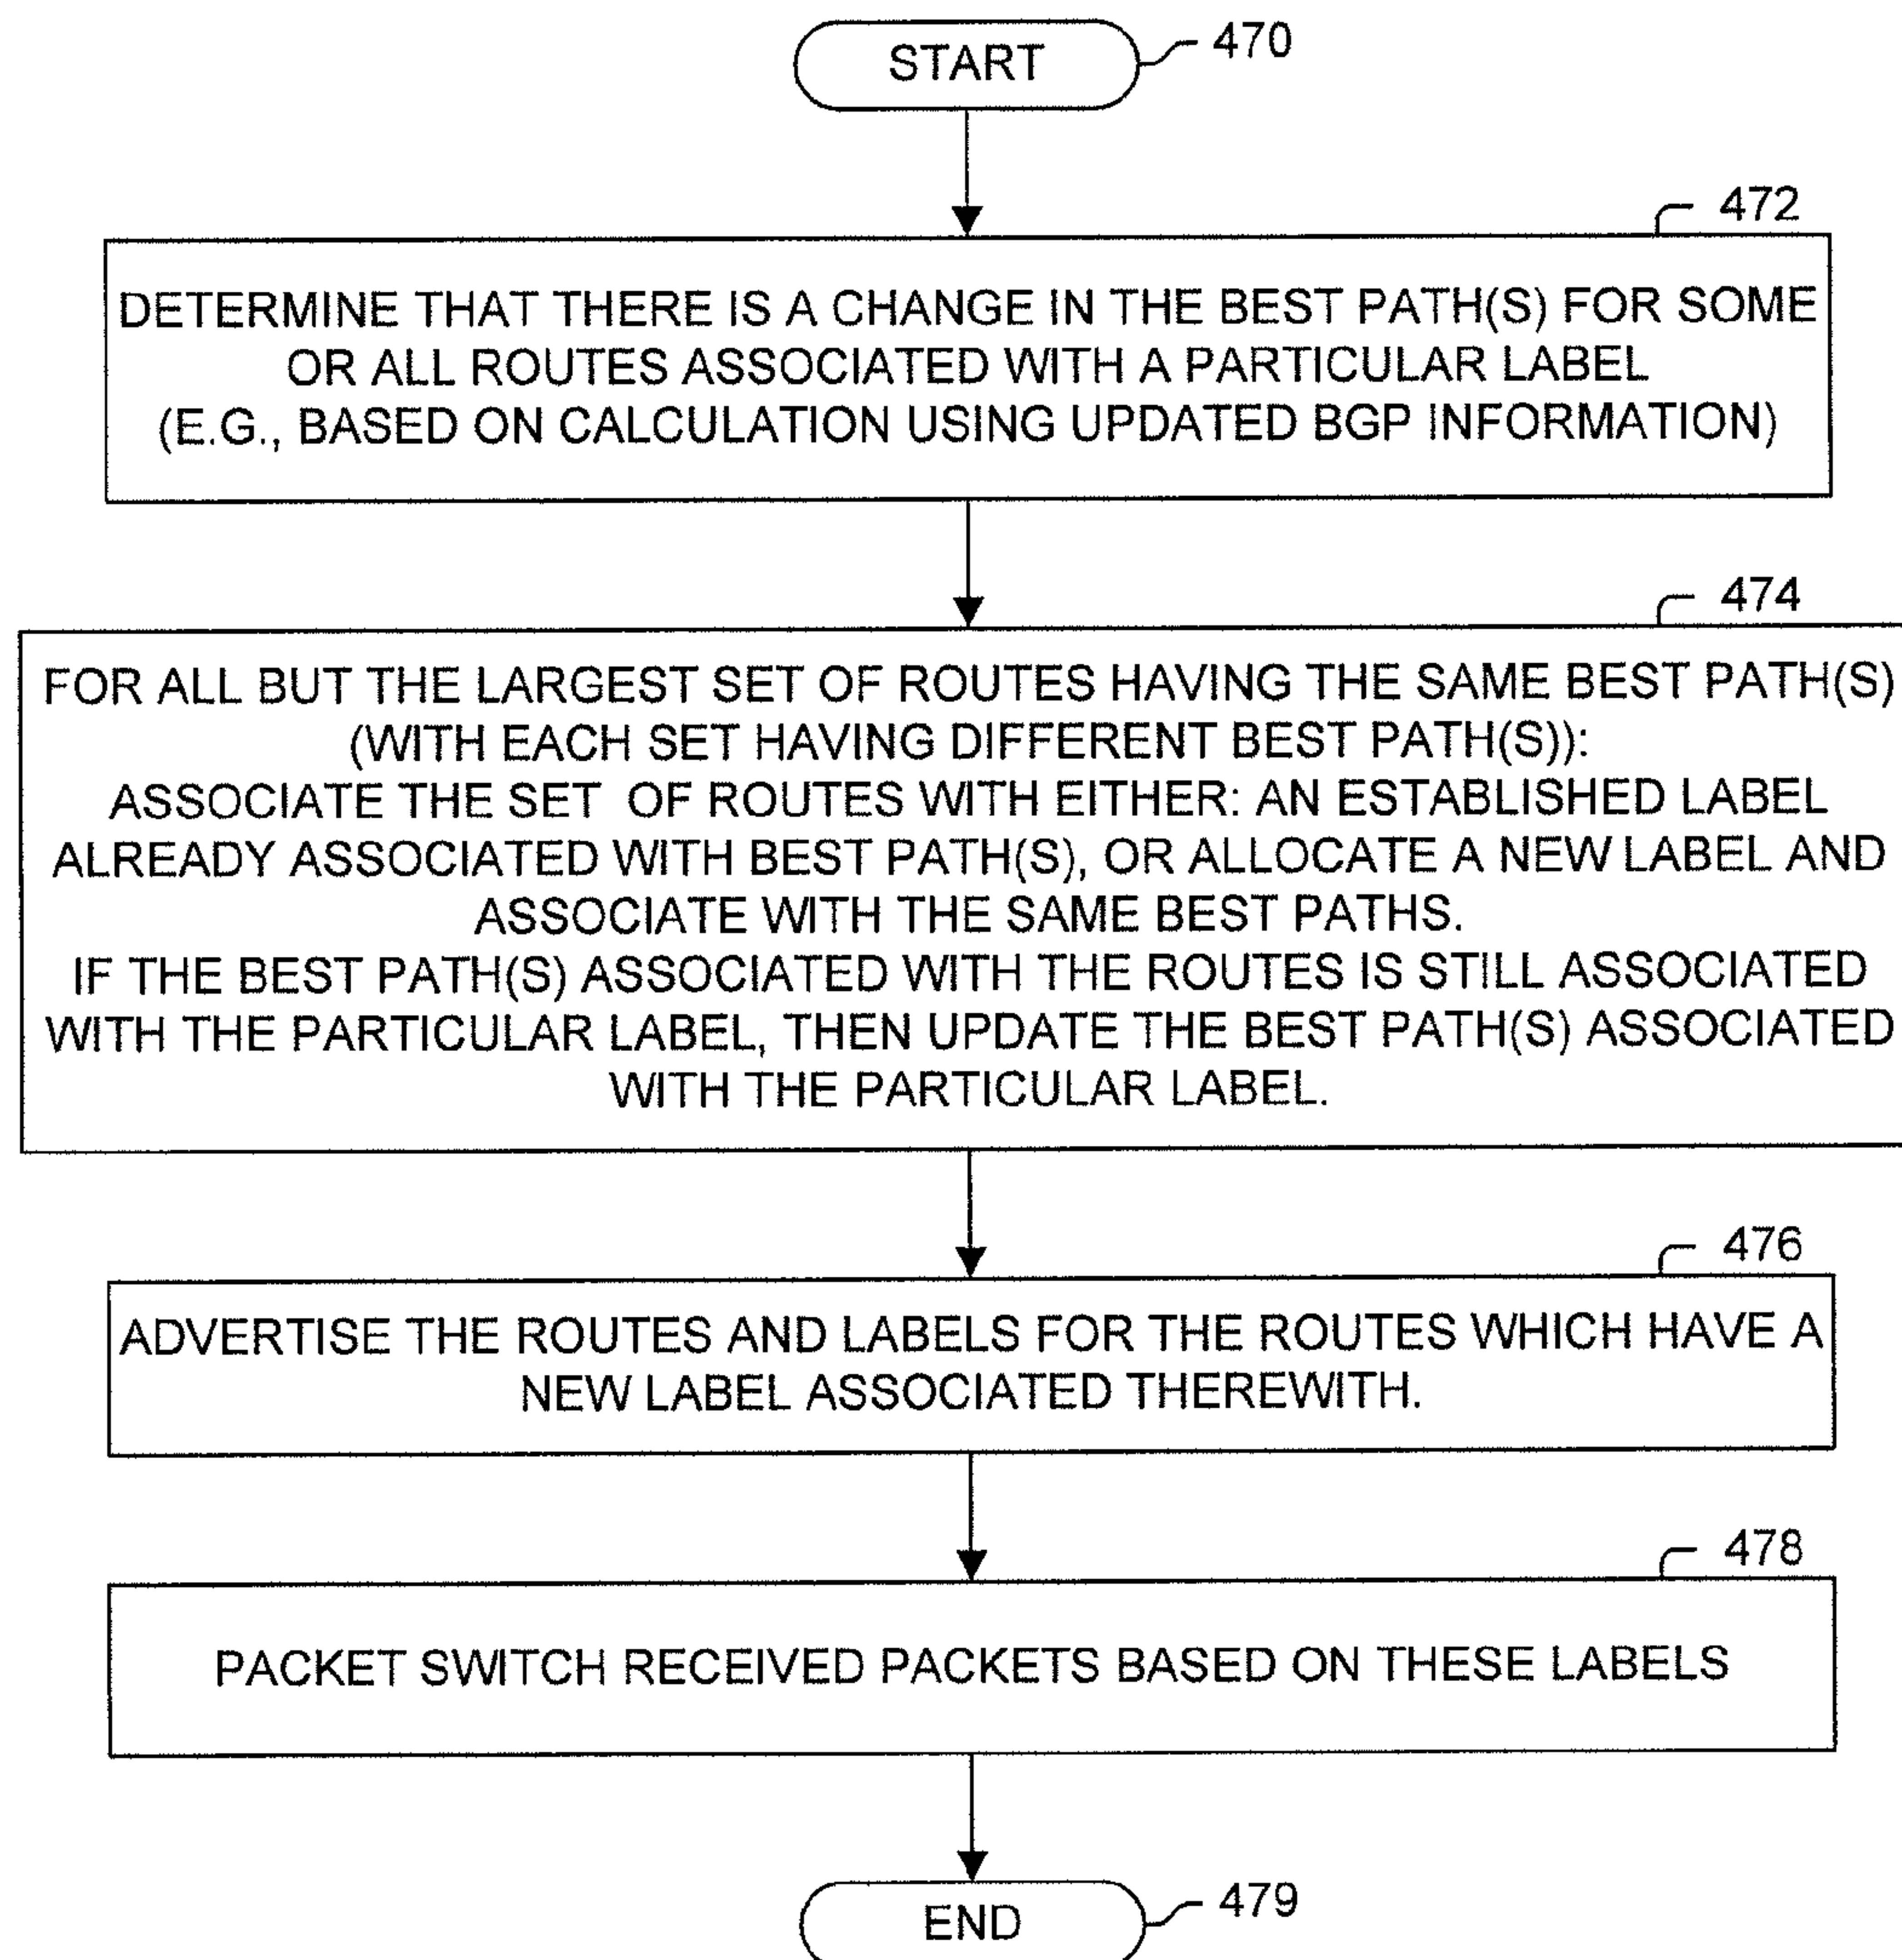 START
470
472
DETERMINE THAT THERE IS A CHANGE IN THE BEST PATH(S) FOR SOME
OR ALL ROUTES ASSOCIATED WITH A PARTICULAR LABEL
(E.G., BASED ON CALCULATION USING UPDATED BGP INFORMATION)
474
FOR ALL BUT THE LARGEST SET OF ROUTES HAVING THE SAME BEST PATH(S)
(WITH EACH SET HAVING DIFFERENT BEST PATH(S)):
ASSOCIATE THE SET OF ROUTES WITH EITHER: AN ESTABLISHED LABEL
ALREADY ASSOCIATED WITH BEST PATH(S), OR ALLOCATE A NEW LABEL AND
ASSOCIATE WITH THE SAME BEST PATHS.
IF THE BEST PATH(S) ASSOCIATED WITH THE ROUTES IS STILL ASSOCIATED
WITH THE PARTICULAR LABEL, THEN UPDATE THE BEST PATH(S) ASSOCIATED
WITH THE PARTICULAR LABEL.
476
ADVERTISE THE ROUTES AND LABELS FOR THE ROUTES WHICH HAVE A
NEW LABEL ASSOCIATED THEREWITH.
478
PACKET SWITCH RECEIVED PACKETS BASED ON THESE LABELS
END
479